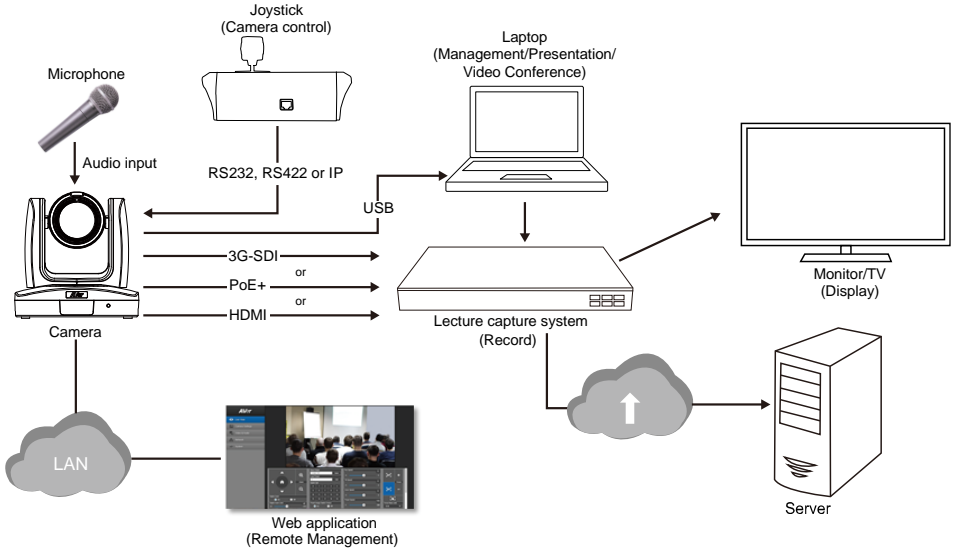 Joystick
(Camera control)
Microphone
Audio input
RS232, RS422 or IP
Laptop
(Management/Presentation/
Video Conference)
USB
3G-SDI
or
PoE+
or
HDMI
Camera
Lecture capture system
(Record)
Monitor/TV
(Display)
LAN
AVer
Web application
(Remote Management)
Server